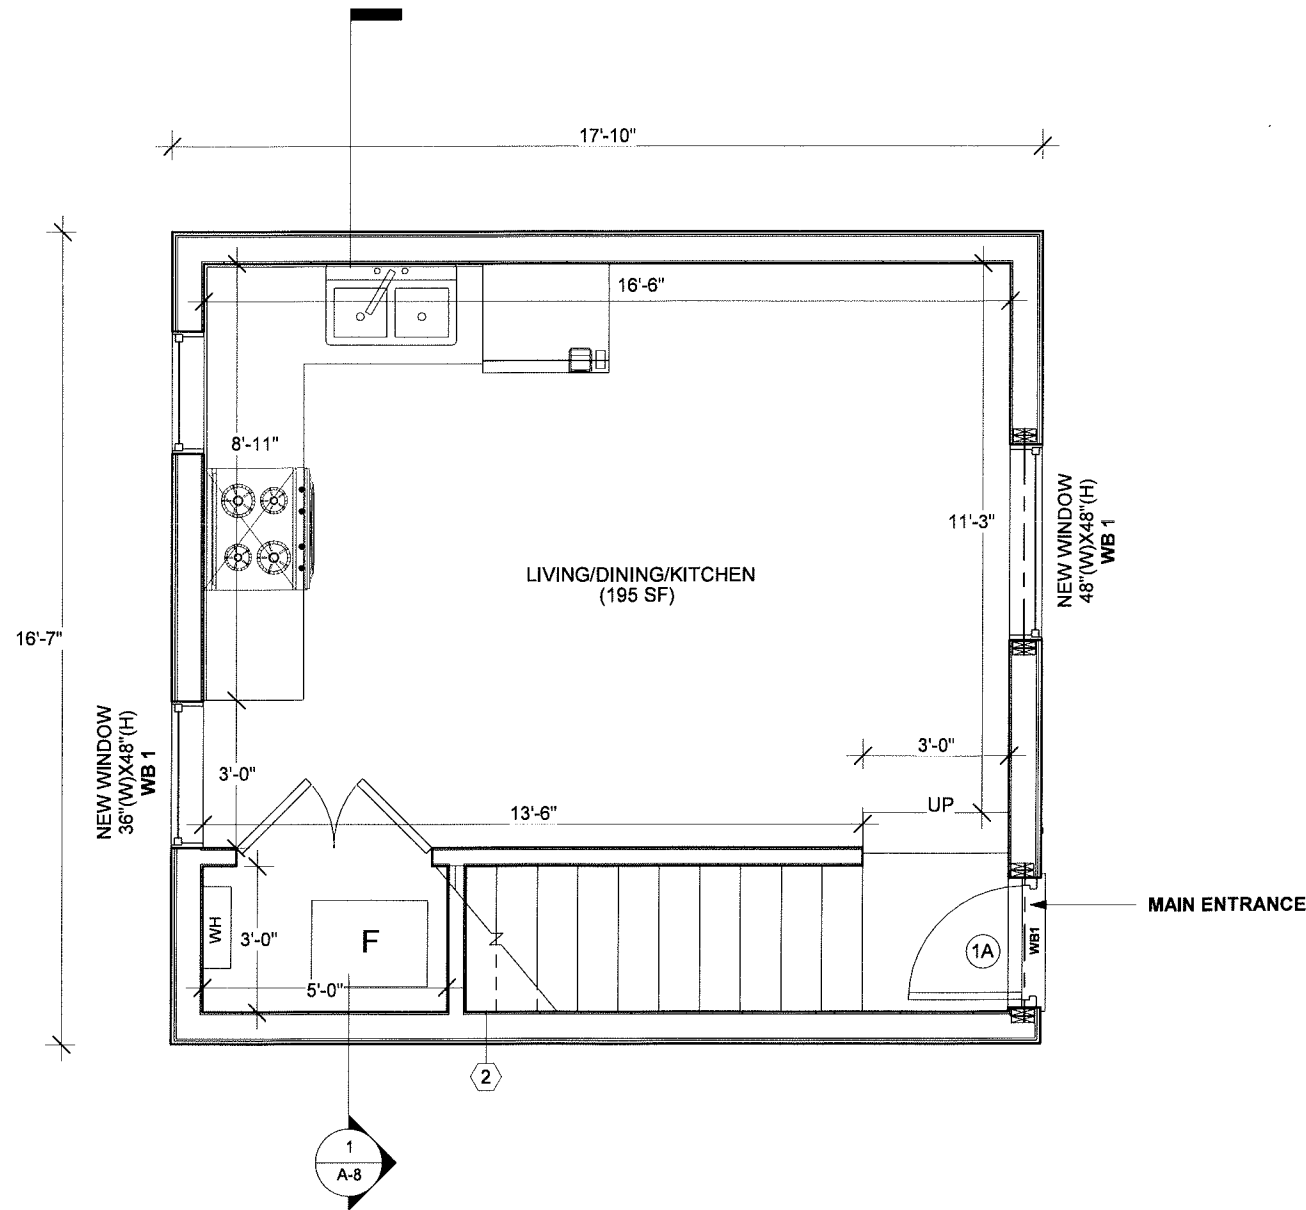 17'-10"
16'-6"
8'-11"
11'-3"
NEW WINDOW
48"(W)X48"(H)
WB 1
LIVING/DINING/KITCHEN
(195 SF)
16'-7"
NEW WINDOW
36"(W)X48"(H)
WB 1
3'-0"
3'-0"
13'-6"
UP
MAIN ENTRANCE
WH
3'-0"
F
1A
WB1
5'-0"
2
1
A-8